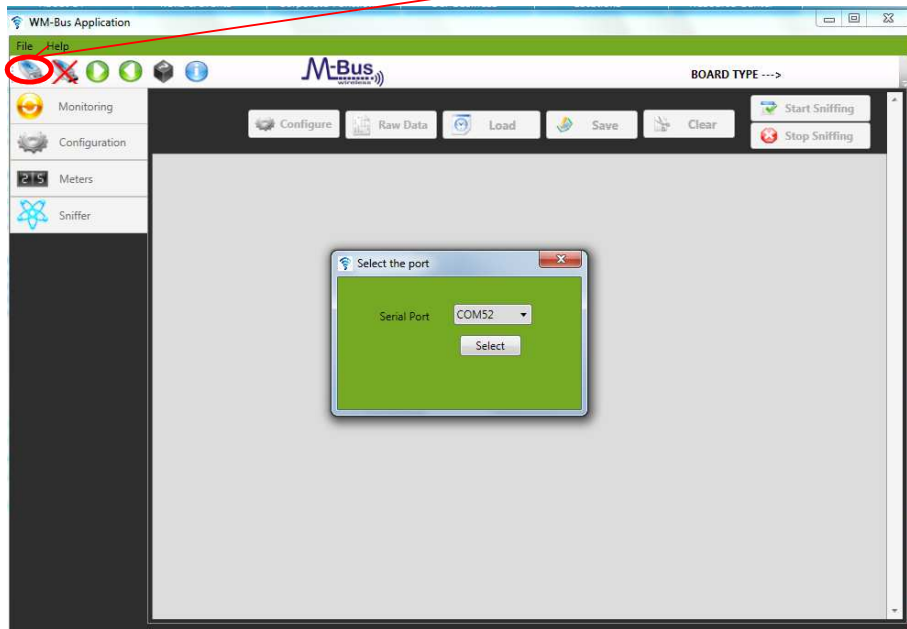 WM-Bus Application
File Help
M-Bus
wireless
BOARD TYPE --->
Monitoring
Configuration
Meters
Sniffer
Configure
Raw Data
Load
Save
Clear
Start Sniffing
Stop Sniffing
Select the port
Serial Port
COM52
Select